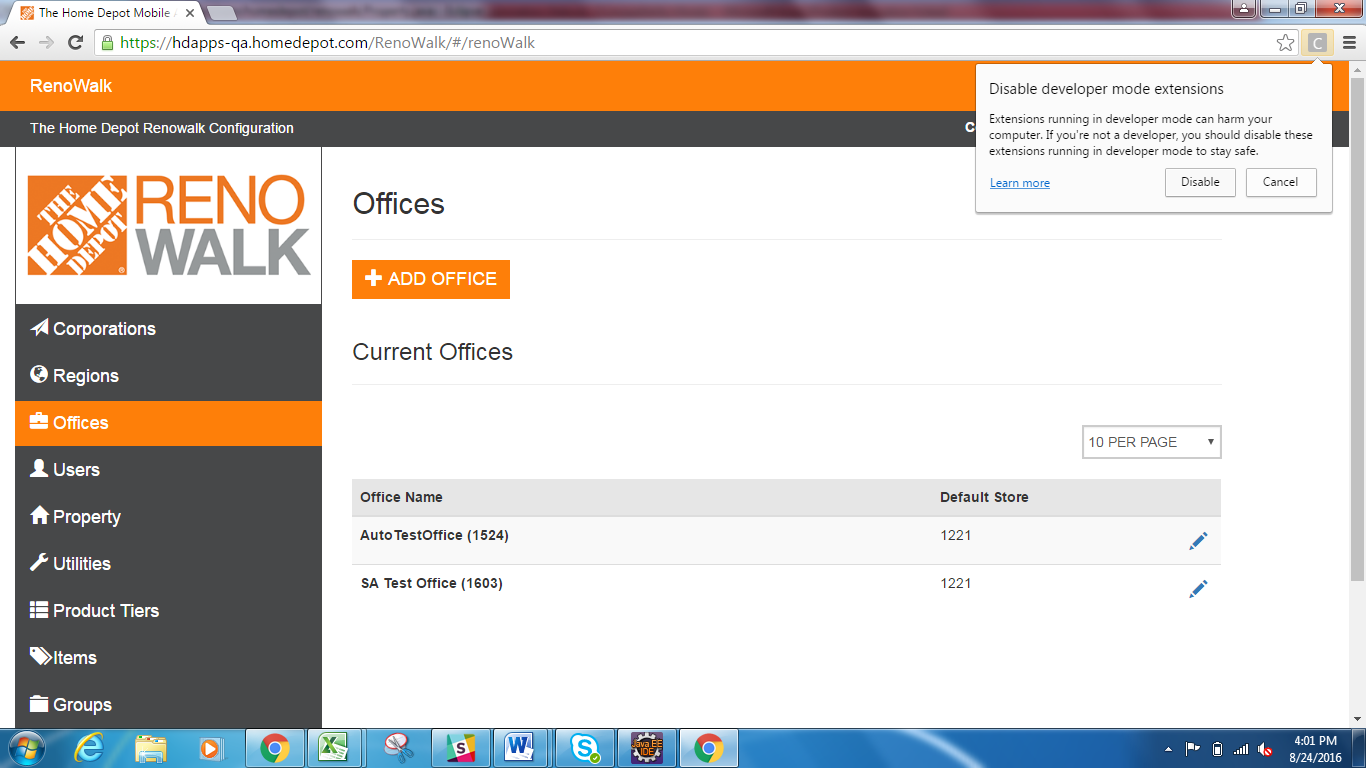 The Home Depot Mobile
https://hdapps-qa.homedepot.com/RenoWalk/#/renoWalk
C
RenoWalk
The Home Depot Renowalk Configuration
Disable developer mode extensions
Extensions running in developer mode can harm your
computer. If you're not a developer, you should disable these
extensions running in developer mode to stay safe.
Learn more
Disable
Cancel
THE HOME DEPOT
RENO
WALK
Corporations
Regions
Offices
Users
Property
Utilities
Product Tiers
Items
Groups
Offices
ADD OFFICE
Current Offices
10 PER PAGE
Office Name Default Store
AutoTestOffice (1524) 1221
SA Test Office (1603) 1221
Java EE
IDE
4:01 PM
8/24/2016